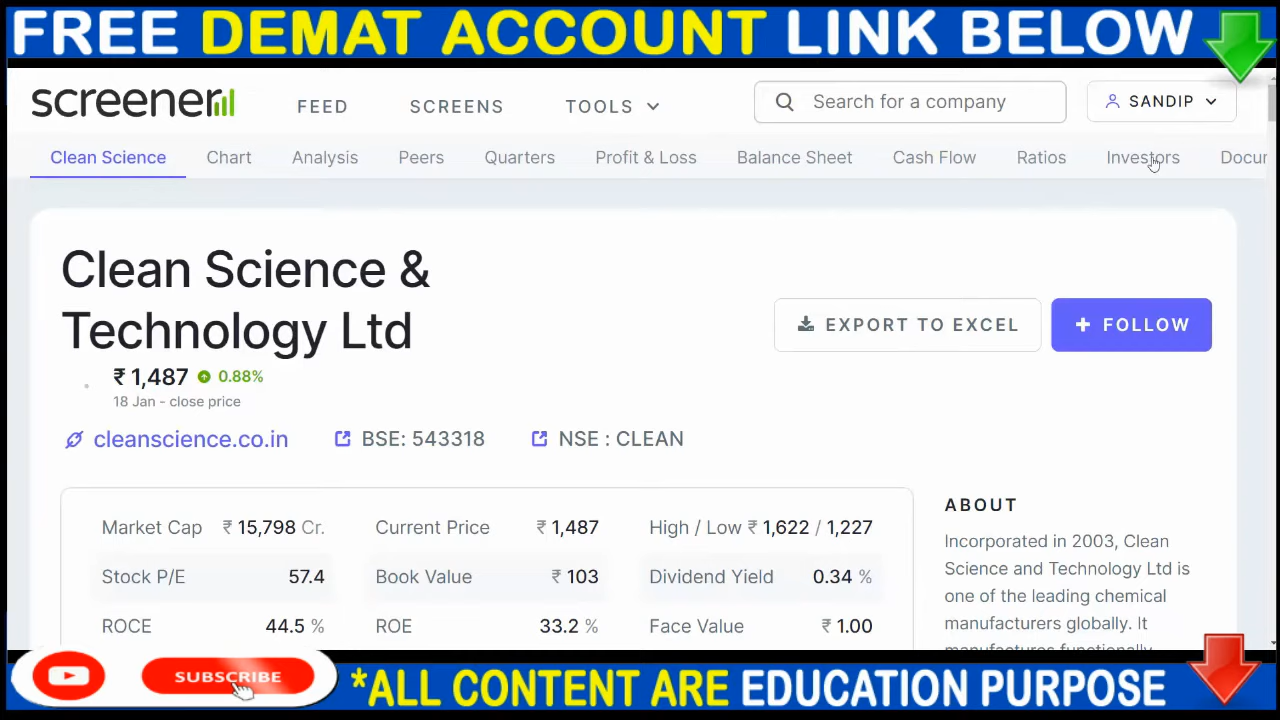 FREE DEMAT ACCOUNT LINK BELOW
screener
FEED
SCREENS
TOOLS
Search for a company
SANDIP
Clean Science
Chart
Analysis
Peers
Quarters
Profit & Loss
Balance Sheet
Cash Flow
Ratios
Investors
Docur
Clean Science &
Technology Ltd
EXPORT TO EXCEL
+ FOLLOW
₹ 1,487 0.88%
18 Jan - close price
cleanscience.co.in
BSE: 543318
NSE : CLEAN
Market Cap ₹ 15,798 Cr.
Current Price ₹ 1,487
High / Low ₹ 1,622 / 1,227
Stock P/E 57.4
Book Value ₹ 103
Dividend Yield 0.34 %
ROCE 44.5 %
ROE 33.2 %
Face Value ₹ 1.00
ABOUT
Incorporated in 2003, Clean
Science and Technology Ltd is
one of the leading chemical
manufacturers globally. It
manufactures functionally
SUBSCRIBE
*ALL CONTENT ARE EDUCATION PURPOSE